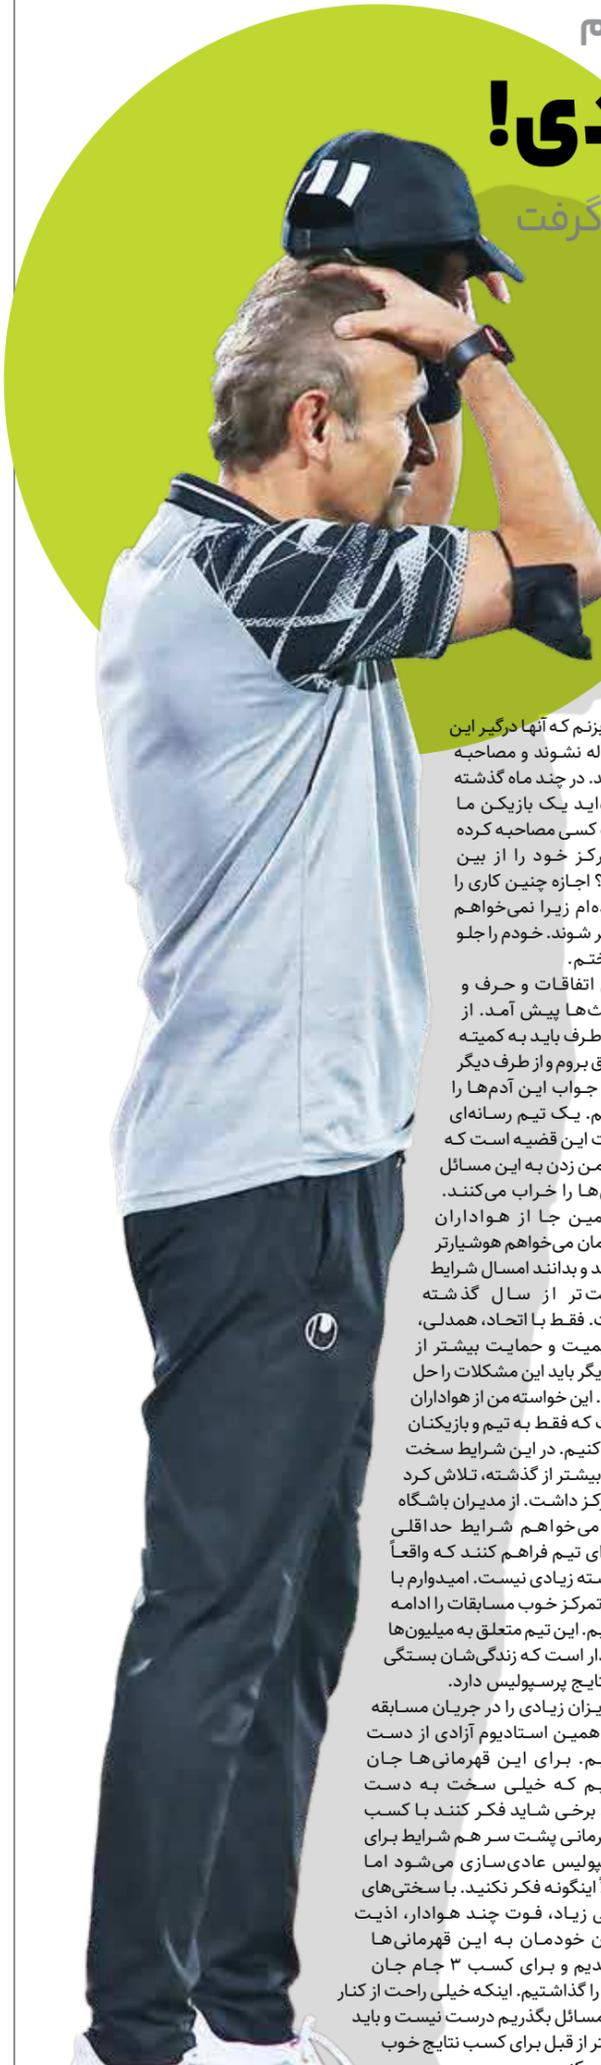 گرفت
بزنم که آنها درگیر این
له نشوند و مصاحبه
د. در چند ماه گذشته
اید یک بازیکن ما
کسی مصاحبه کرده
رکز خود را از بین
؟ اجازه چنین کاری را
ه‌ام زیرا نمی‌خواهم
ر شوند. خودم را جلو
ختم.
اتفاقات و حرف و
ث‌ها پیش آمد. از
طرف باید به کمیته
ق بروم و از طرف دیگر
جواب این آدم‌ها را
م. یک تیم رسانه‌ای
ت این قضیه است که
من زدن به این مسائل
ی‌ها را خراب می‌کنند.
مین جا از هواداران
مان می‌خواهم هوشیارتر
ند و بدانند امسال شرایط
ت‌تر از سال گذشته
ت. فقط با اتحاد، همدلی،
میت و حمایت بیشتر از
یگر باید این مشکلات را حل
. این خواسته من از هواداران
ت که فقط به تیم و بازیکنان
کنیم. در این شرایط سخت
بیشتر از گذشته، تلاش کرد
رکز داشت. از مدیران باشگاه
می‌خواهم شرایط حداقلی
ای تیم فراهم کنند که واقعاً
سته زیادی نیست. امیدوارم با
تمرکز خوب مسابقات را ادامه
یم. این تیم متعلق به میلیون‌ها
دار است که زندگی‌شان بستگی
تایج پرسپولیس دارد.
یزان زیادی را در جریان مسابقه
همین استادیوم آزادی از دست
یم. برای این قهرمانی‌ها جان
یم که خیلی سخت به دست
برخی شاید فکر کنند با کسب
رمانی پشت سر هم شرایط برای
پولیس عادی‌سازی می‌شود اما
اینگونه فکر نکنید. با سختی‌های
ی زیاد، فوت چند هوادار، اذیت
ن خودمان به این قهرمانی‌ها
دیم و برای کسب ۳ جام جان
را گذاشتیم. اینکه خیلی راحت از کنار
مسائل بگذریم درست نیست و باید
تر از قبل برای کسب نتایج خوب